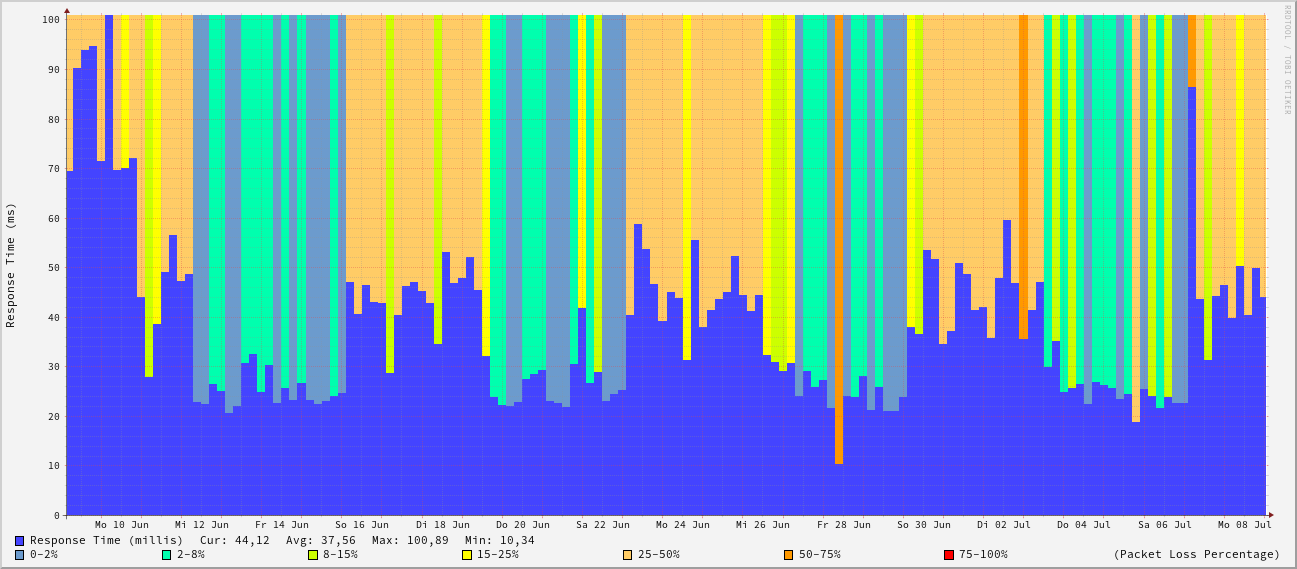 RRDTOOL / TOBI OETIKER
Response Time (ms)
100
90
80
70
60
50
40
30
20
10
0
Mo 10 Jun Mi 12 Jun Fr 14 Jun So 16 Jun Di 18 Jun Do 20 Jun Sa 22 Jun Mo 24 Jun Mi 26 Jun Fr 28 Jun So 30 Jun Di 02 Jul Do 04 Jul Sa 06 Jul Mo 08 Jul
Response Time (millis) Cur: 44,12 Avg: 37,56 Max: 100,89 Min: 10,34
0-2% 2-8% 8-15% 15-25% 25-50% 50-75% 75-100% (Packet Loss Percentage)